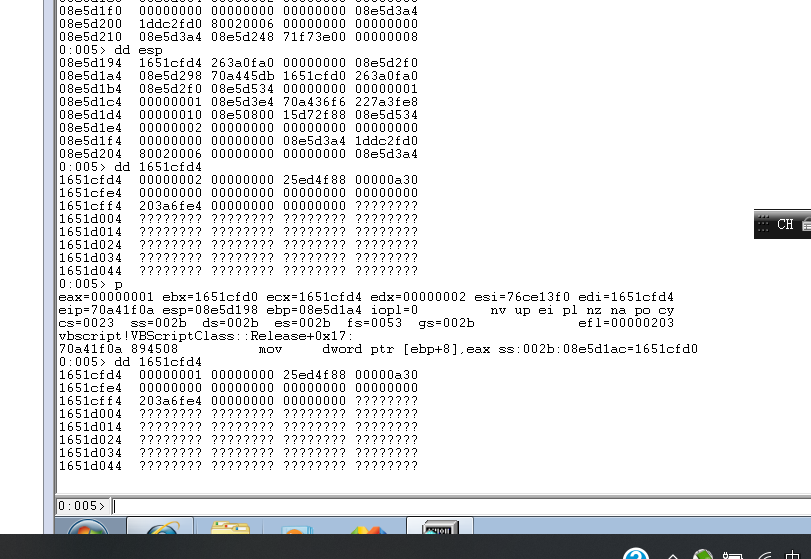 08e5d1f0  00000000 00000000 00000000 08e5d3a4
08e5d200  1ddc2fd0 80020006 00000000 00000000
08e5d210  08e5d3a4 08e5d248 71f73e00 00000008
0:005> dd esp
08e5d194  1651cfd4 263a0fa0 00000000 08e5d2f0
08e5d1a4  08e5d298 70a445db 1651cfd0 263a0fa0
08e5d1b4  08e5d2f0 08e5d534 00000000 00000001
08e5d1c4  00000001 08e5d3e4 70a436f6 227a3fe8
08e5d1d4  00000010 08e50800 15d72f88 08e5d534
08e5d1e4  00000002 00000000 00000000 00000000
08e5d1f4  00000000 00000000 08e5d3a4 1ddc2fd0
08e5d204  80020006 00000000 00000000 08e5d3a4
0:005> dd 1651cfd4
1651cfd4  00000002 00000000 25ed4f88 00000a30
1651cfe4  00000000 00000000 00000000 00000000
1651cff4  203a6fe4 00000000 00000000 ????????
1651d004  ???????? ???????? ???????? ????????
1651d014  ???????? ???????? ???????? ????????
1651d024  ???????? ???????? ???????? ????????
1651d034  ???????? ???????? ???????? ????????
1651d044  ???????? ???????? ???????? ????????
0:005> p
eax=00000001 ebx=1651cfd0 ecx=1651cfd4 edx=00000002 esi=76ce13f0 edi=1651cfd4
eip=70a41f0a esp=08e5d198 ebp=08e5d1a4 iopl=0         nv up ei pl nz na po cy
cs=0023  ss=002b  ds=002b  es=002b  fs=0053  gs=002b             efl=00000203
vbscript!VBScriptClass::Release+0x17:
70a41f0a 894508          mov     dword ptr [ebp+8],eax ss:002b:08e5d1ac=1651cfd0
0:005> dd 1651cfd4
1651cfd4  00000001 00000000 25ed4f88 00000a30
1651cfe4  00000000 00000000 00000000 00000000
1651cff4  203a6fe4 00000000 00000000 ????????
1651d004  ???????? ???????? ???????? ????????
1651d014  ???????? ???????? ???????? ????????
1651d024  ???????? ???????? ???????? ????????
1651d034  ???????? ???????? ???????? ????????
1651d044  ???????? ???????? ???????? ????????
0:005>
CH